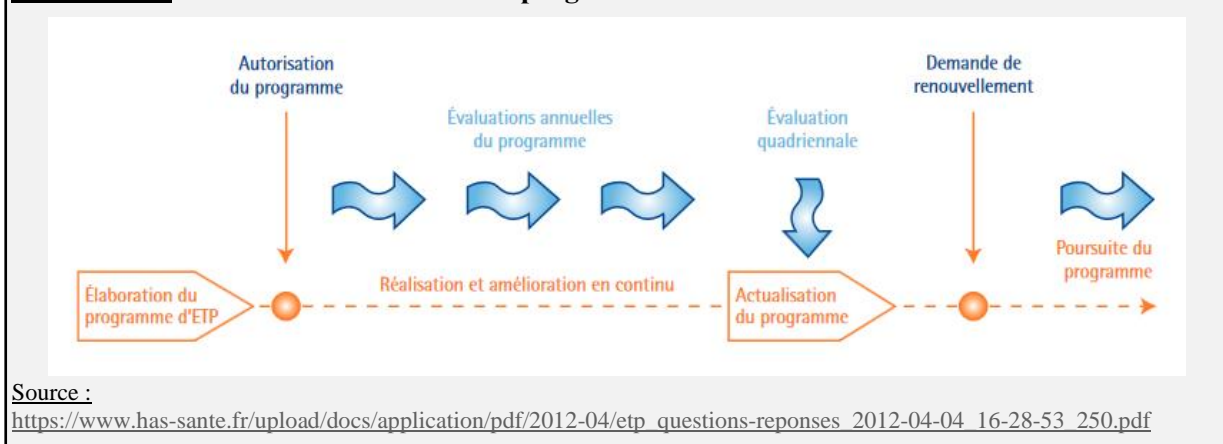 Autorisation
du programme
Demande de
renouvellement
Évaluations annuelles
du programme
Évaluation
quadriennale
Poursuite du
programme
Élaboration du
programme d'ETP
Réalisation et amélioration en continu
Actualisation
du programme
Source :
https://www.has-sante.fr/upload/docs/application/pdf/2012-04/etp_questions-reponses_2012-04-04_16-28-53_250.pdf